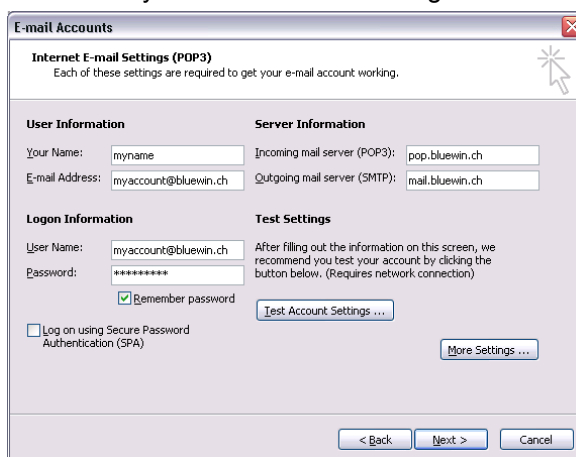 E-mail Accounts
Internet E-mail Settings (POP3)
Each of these settings are required to get your e-mail account working.
User Information
Your Name: myname
E-mail Address: myaccount@bluewin.ch
Server Information
Incoming mail server (POP3): pop.bluewin.ch
Outgoing mail server (SMTP): mail.bluewin.ch
Logon Information
User Name: myaccount@bluewin.ch
Password: *********
Remember password
Log on using Secure Password
Authentication (SPA)
Test Settings
After filling out the information on this screen, we
recommend you test your account by clicking the
button below. (Requires network connection)
Test Account Settings ...
More Settings ...
< Back
Next >
Cancel